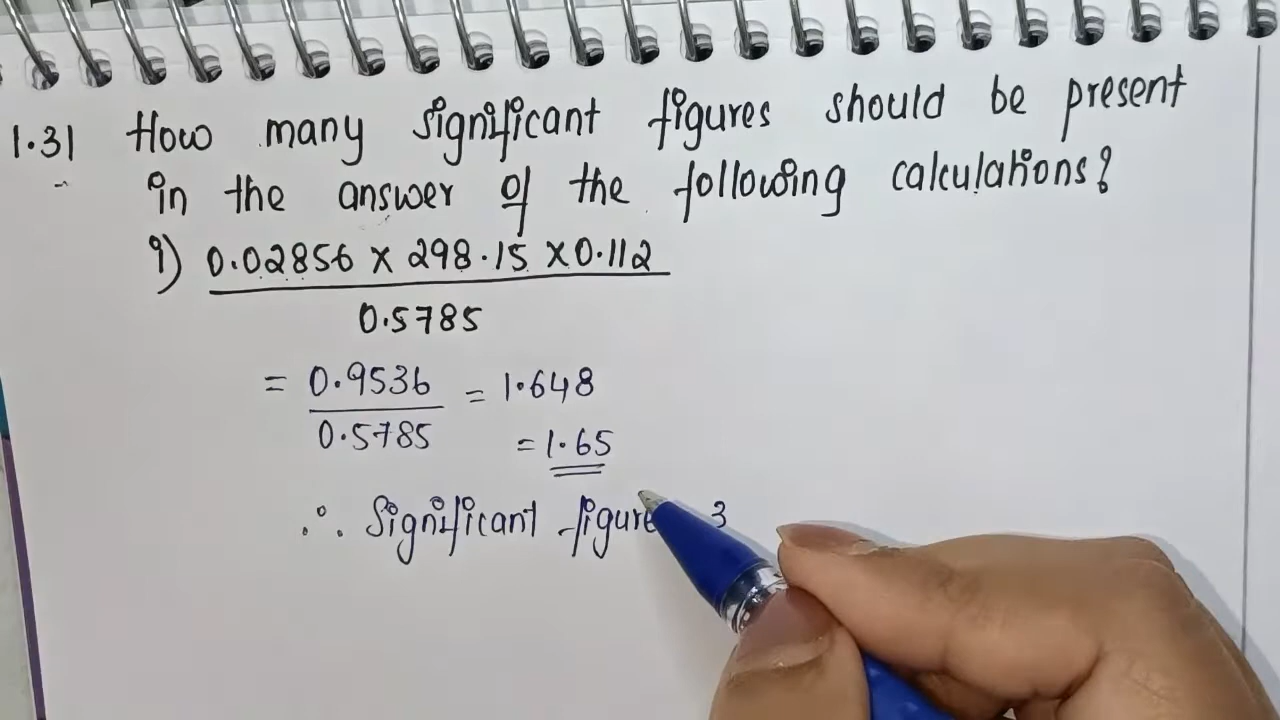 1.31 How many significant figures should be present
in the answer of the following calculations?
i) 0.02856 x 298.15 x 0.112
0.5785
= 0.9536 = 1.648
0.5785
= 1.65
∴ Significant figure 3